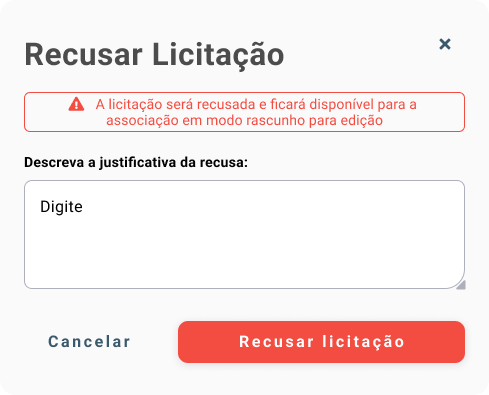 Recusar Licitação
A licitação será recusada e ficará disponível para a
associação em modo rascunho para edição
Descreva a justificativa da recusa:
Digite
Cancelar
Recusar licitação